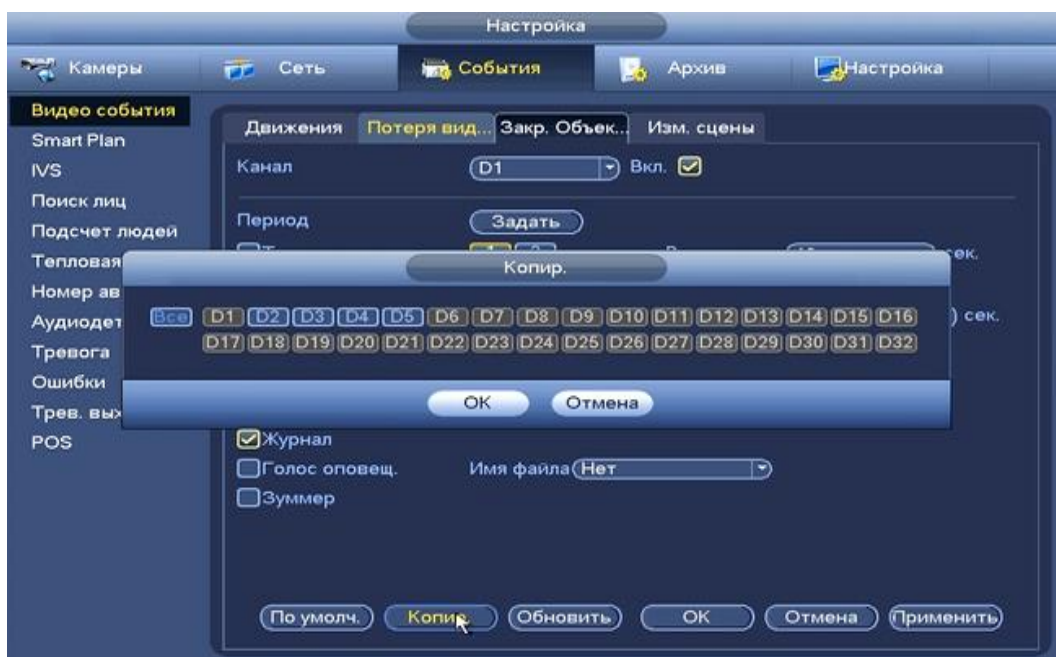 Настройка
Камеры Сеть События Архив Настройка
Видео события
Smart Plan
IVS
Поиск лиц
Подсчет людей
Тепловая
Номер ав
Аудиодет
Тревога
Ошибки
Трев. вых
POS
Движения Потеря вид... Закр. Объек... Изм. сцены
Канал D1 Вкл.
Период Задать
сек.
Копир.
Все D1 D2 D3 D4 D5 D6 D7 D8 D9 D10 D11 D12 D13 D14 D15 D16
D17 D18 D19 D20 D21 D22 D23 D24 D25 D26 D27 D28 D29 D30 D31 D32
) сек.
OK Отмена
Журнал
Голос оповещ. Имя файла Нет
Зуммер
По умолч. Копир. Обновить OK Отмена Применить